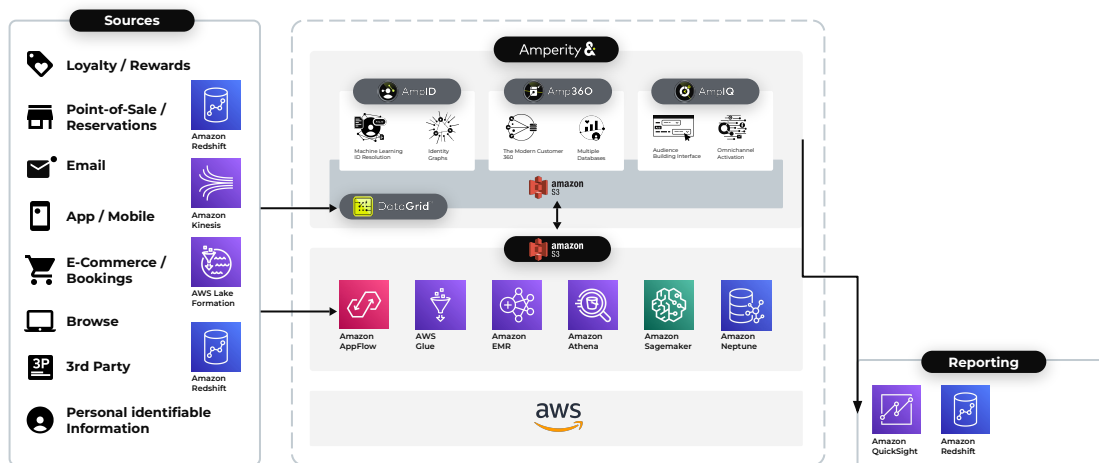 Sources
Loyalty / Rewards
Point-of-Sale /
Reservations
Email
App / Mobile
E-Commerce /
Bookings
Browse
3P
3rd Party
Personal identifiable
Information
Amazon
Redshift
Amazon
Kinesis
AWS Lake
Formation
Amazon
Redshift
Amperity
AmpID
Machine Learning
ID Resolution
Identity
Graphs
Amp360
The Modern Customer
360
Multiple
Databases
AmpIQ
Audience
Building Interface
Omnichannel
Activation
amazon
S3
DataGrid
amazon
S3
Amazon
AppFlow
AWS
Glue
Amazon
EMR
Amazon
Athena
Amazon
Sagemaker
Amazon
Neptune
aws
Reporting
Amazon
QuickSight
Amazon
Redshift